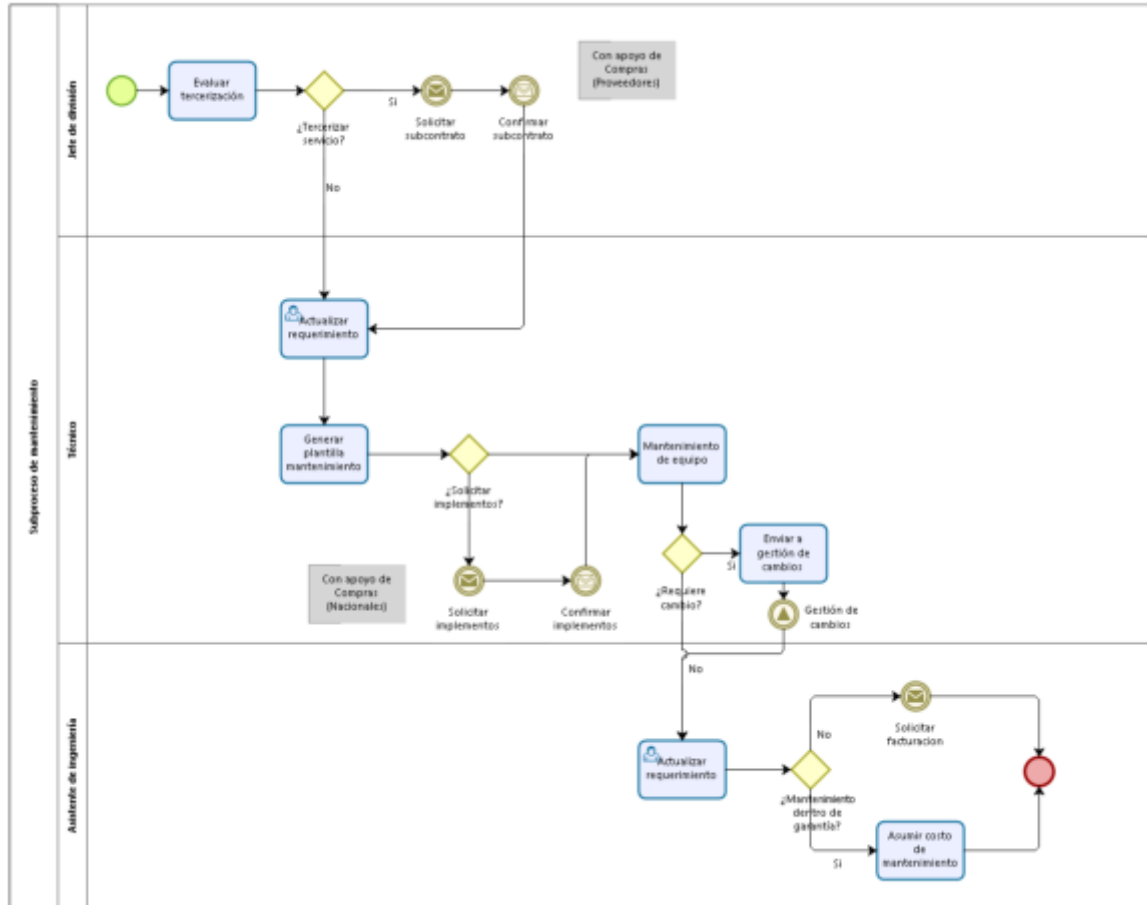 Subproceso de mantenimiento
Jefe de división
Evaluar
tercerización
¿Tercerizar
servicio?
Si
No
Solicitar
subcontrato
Confirmar
subcontrato
Con apoyo de
Compras
(Proveedores)
Técnico
Actualizar
requerimiento
Generar
plantilla
mantenimiento
¿Solicitar
implementos?
Con apoyo de
Compras
(Nacionales)
Solicitar
implementos
Confirmar
implementos
Mantenimiento
de equipo
¿Requiere
cambio?
Si
Enviar a
gestión de
cambios
Gestión de
cambios
No
Asistente de ingeniería
Actualizar
requerimiento
¿Mantenimiento
dentro de
garantía?
No
Solicitar
facturacion
Si
Asumir costo
de
mantenimiento